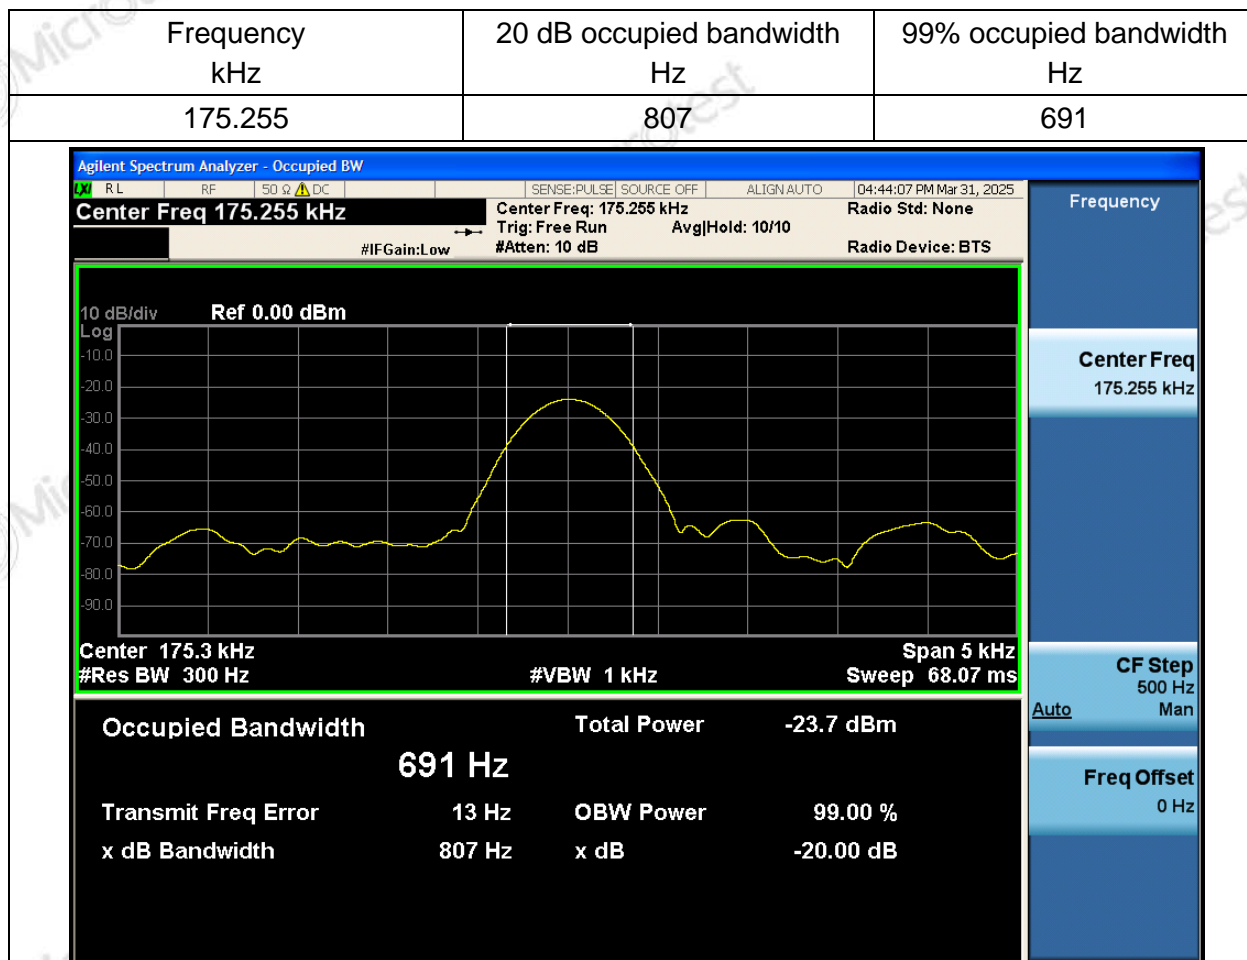 Frequency
kHz
20 dB occupied bandwidth
Hz
99% occupied bandwidth
Hz
175.255
807
691
Agilent Spectrum Analyzer - Occupied BW
LXI RL RF 50 Ω DC SENSE:PULSE SOURCE OFF ALIGN AUTO 04:44:07 PM Mar 31, 2025
Center Freq 175.255 kHz
Center Freq: 175.255 kHz
Radio Std: None
Trig: Free Run Avg|Hold: 10/10
#IFGain:Low
#Atten: 10 dB
Radio Device: BTS
Frequency
10 dB/div Ref 0.00 dBm
Log
-10.0
-20.0
-30.0
-40.0
-50.0
-60.0
-70.0
-80.0
-90.0
Center 175.3 kHz Span 5 kHz
#Res BW 300 Hz #VBW 1 kHz Sweep 68.07 ms
Center Freq
175.255 kHz
CF Step
500 Hz
Auto Man
Freq Offset
0 Hz
Occupied Bandwidth Total Power -23.7 dBm
691 Hz
Transmit Freq Error 13 Hz OBW Power 99.00 %
x dB Bandwidth 807 Hz x dB -20.00 dB